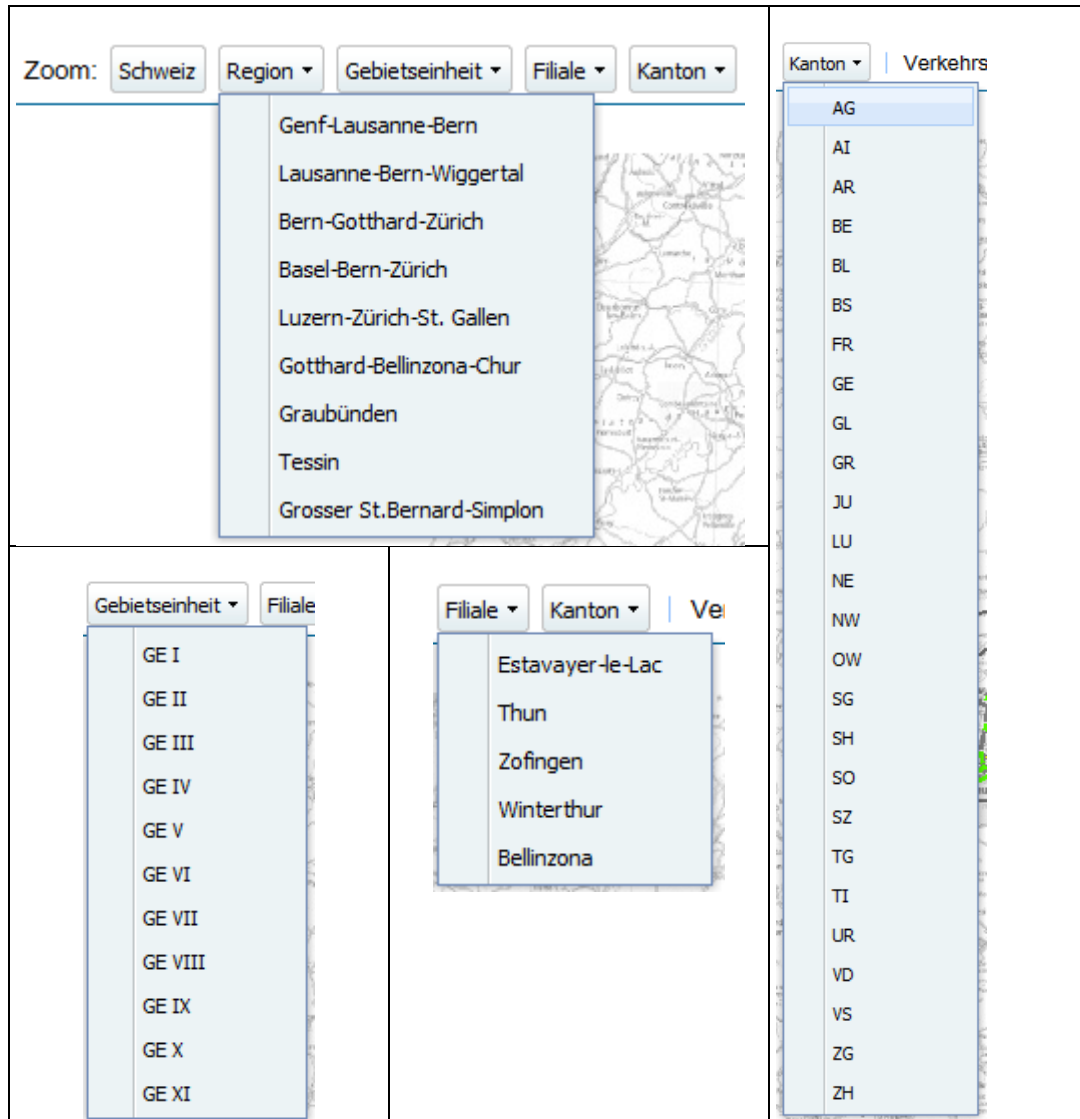 Zoom: Schweiz Region Gebietseinheit Filiale Kanton
Genf-Lausanne-Bern
Lausanne-Bern-Wiggertal
Bern-Gotthard-Zürich
Basel-Bern-Zürich
Luzern-Zürich-St. Gallen
Gotthard-Bellinzona-Chur
Graubünden
Tessin
Grosser St.Bernard-Simplon
Kanton Verkehrs
AG
AI
AR
BE
BL
BS
FR
GE
GL
GR
JU
LU
NE
NW
OW
SG
SH
SO
SZ
TG
TI
UR
VD
VS
ZG
ZH
Gebietseinheit Filiale
GE I
GE II
GE III
GE IV
GE V
GE VI
GE VII
GE VIII
GE IX
GE X
GE XI
Filiale Kanton Ver
Estavayer-le-Lac
Thun
Zofingen
Winterthur
Bellinzona